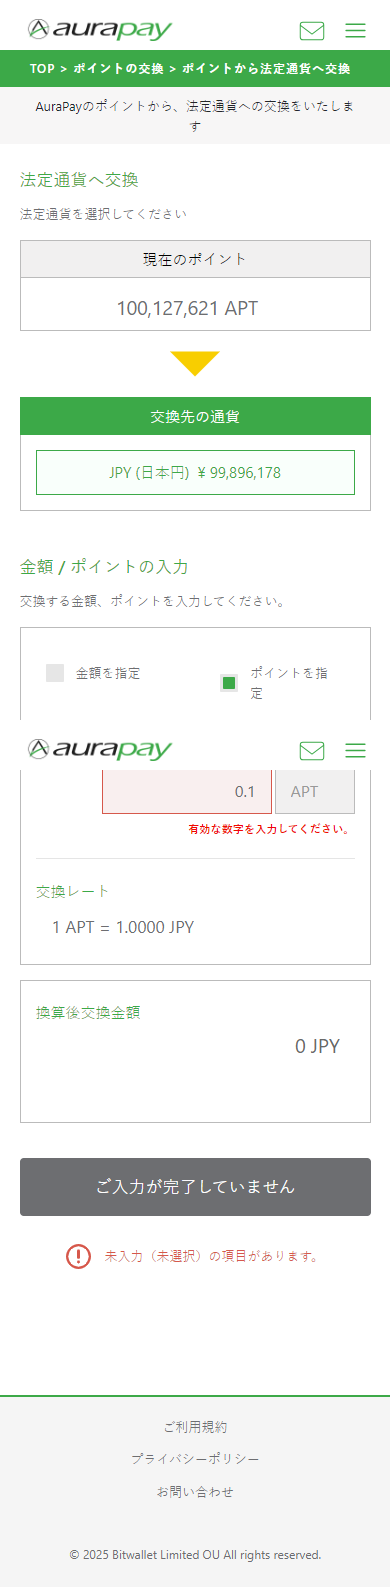 aurapay
TOP > ポイントの交換 > ポイントから法定通貨へ交換
AuraPayのポイントから、法定通貨への交換をいたしま
す
法定通貨へ交換
法定通貨を選択してください
現在のポイント
100,127,621 APT
交換先の通貨
JPY (日本円) ¥ 99,896,178
金額 / ポイントの入力
交換する金額、ポイントを入力してください。
金額を指定
ポイントを指
定
aurapay
0.1 APT
有効な数字を入力してください。
交換レート
1 APT = 1.0000 JPY
換算後交換金額
0 JPY
ご入力が完了していません
未入力（未選択）の項目があります。
ご利用規約
プライバシーポリシー
お問い合わせ
© 2025 Bitwallet Limited OU All rights reserved.